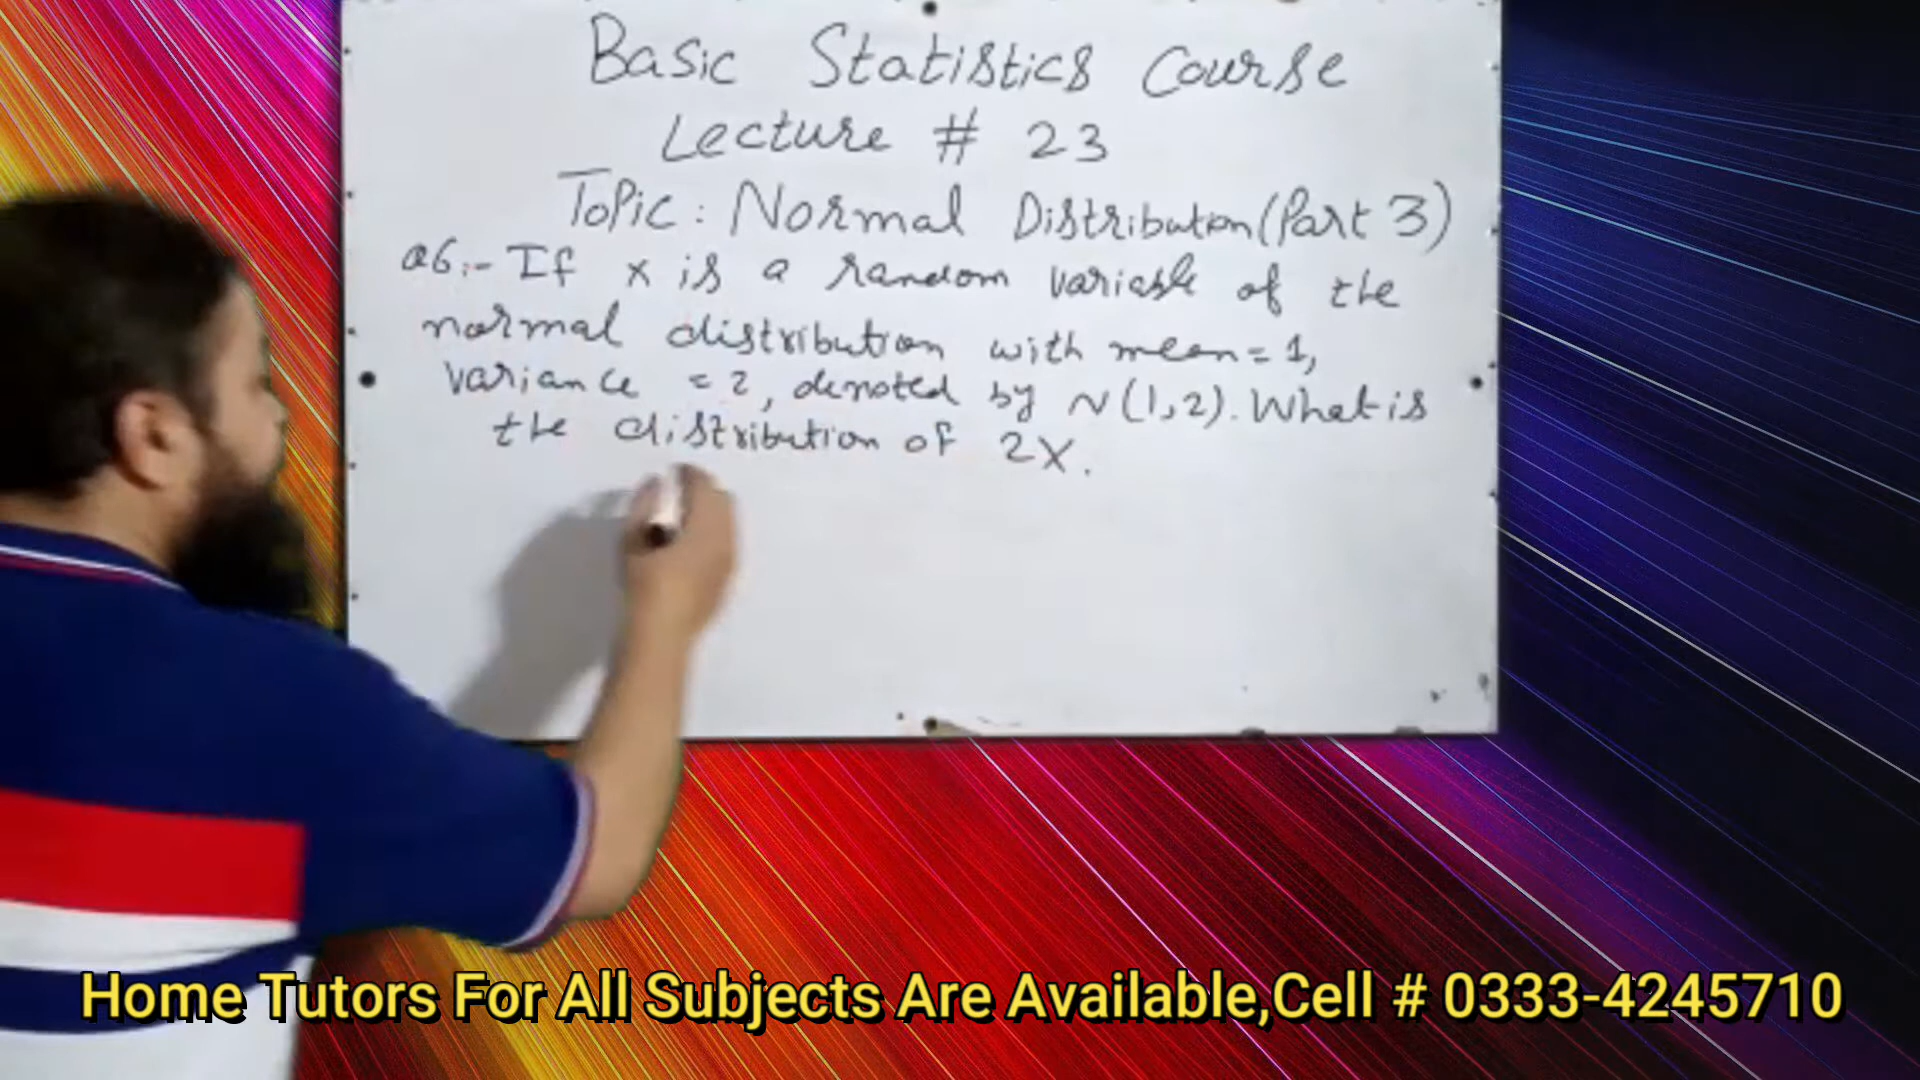 Basic Statistics Course
Lecture # 23
Topic: Normal Distribution (Part 3)
Q6:- If x is a random variable of the
normal distribution with mean = 1,
variance = 2, denoted by N(1,2). What is
the distribution of 2X.
Home Tutors For All Subjects Are Available,Cell # 0333-4245710